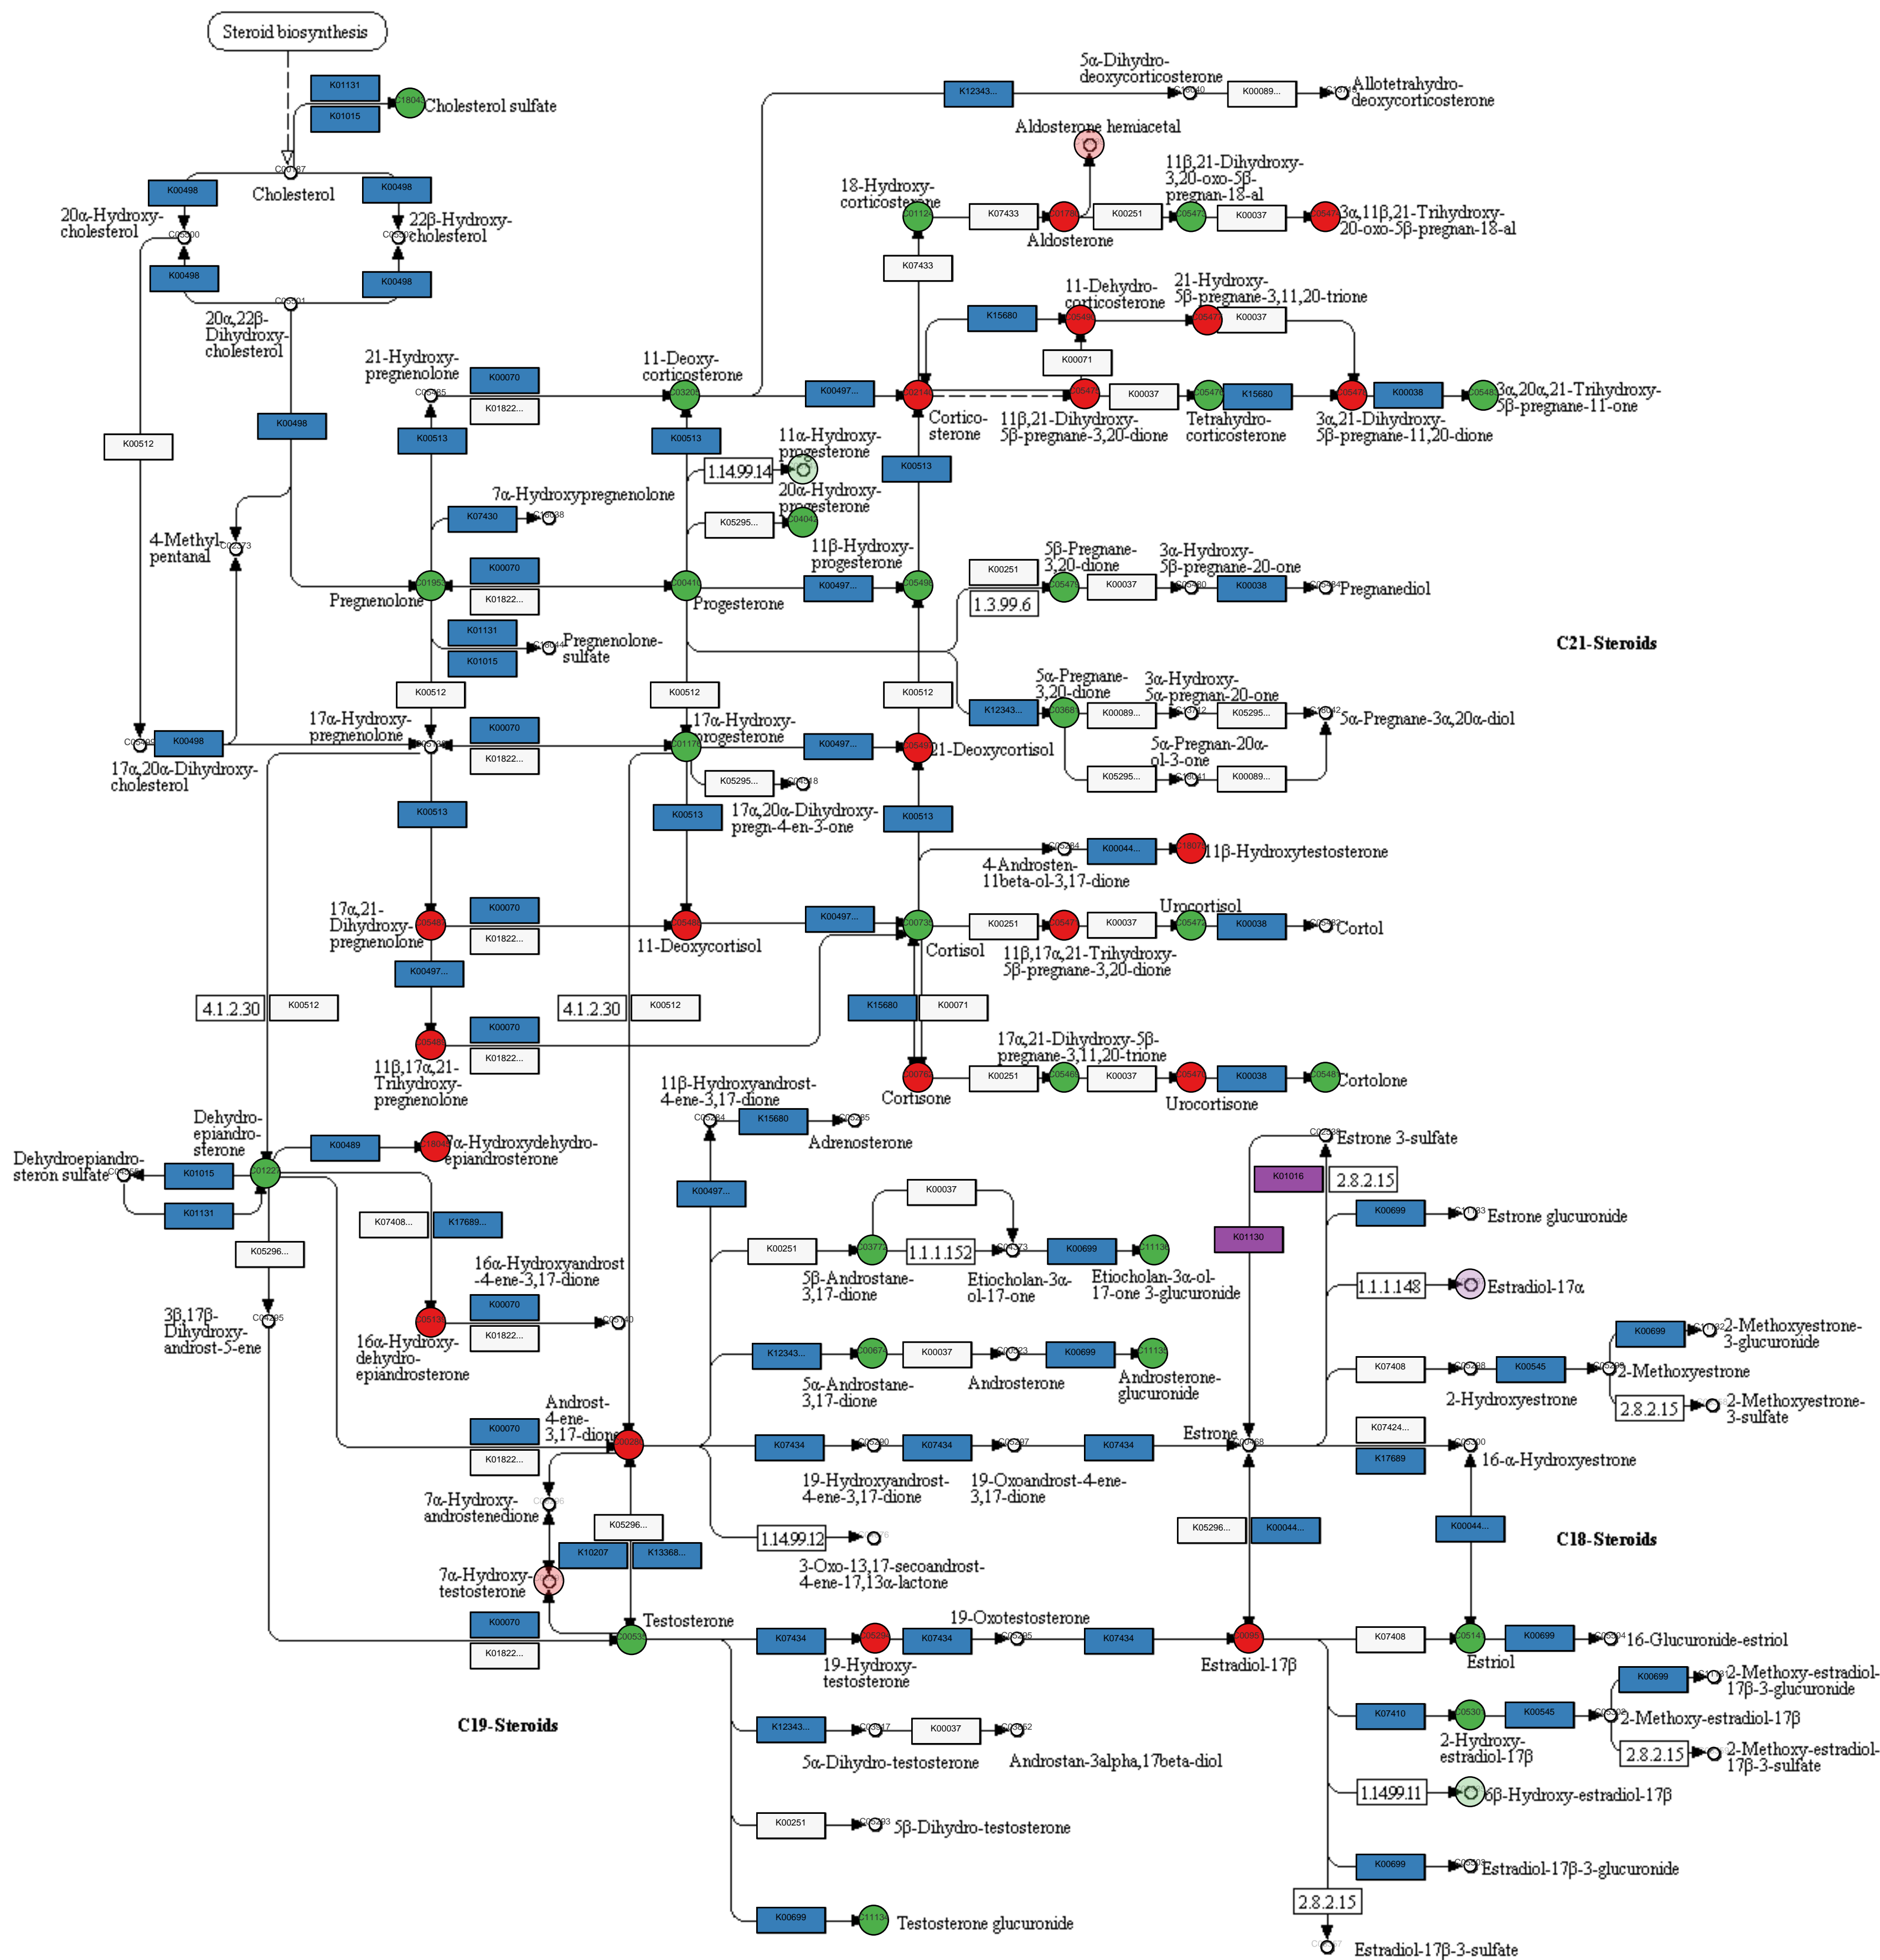 Steroid biosynthesis
K01131
K01015
Cholesterol sulfate
Cholesterol
K00498
K00498
20α-Hydroxy-
cholesterol
22β-Hydroxy-
cholesterol
K00498
K00498
20α,22β-
Dihydroxy-
cholesterol
K00512
K00498
4-Methyl-
pentanal
5α-Dihydro-
deoxycorticosterone
K12343...
K00089...
Allotetrahydro-
deoxycorticosterone
Aldosterone hemiacetal
18-Hydroxy-
corticosterone
11β,21-Dihydroxy-
3,20-oxo-5β-
pregnan-18-al
K07433
K00251
K00037
3α,11β,21-Trihydroxy-
20-oxo-5β-pregnan-18-al
Aldosterone
K07433
11-Dehydro-
corticosterone
21-Hydroxy-
5β-pregnane-3,11,20-trione
K15680
K00037
K00071
21-Hydroxy-
pregnenolone
K00070
K01822...
11-Deoxy-
corticosterone
K00497...
Cortico-
sterone
K00037
11β,21-Dihydroxy-
5β-pregnane-3,20-dione
Tetrahydro-
corticosterone
K15680
3α,21-Dihydroxy-
5β-pregnane-11,20-dione
K00038
3α,20α,21-Trihydroxy-
5β-pregnane-11-one
K00513
K00513
K00513
11α-Hydroxy-
progesterone
1.14.99.14
20α-Hydroxy-
progesterone
K05295...
7α-Hydroxypregnenolone
K07430
Pregnenolone
K00070
K01822...
Progesterone
K00497...
11β-Hydroxy-
progesterone
K00251
1.3.99.6
5β-Pregnane-
3,20-dione
K00037
3α-Hydroxy-
5β-pregnane-20-one
K00038
Pregnanediol
K01131
K01015
Pregnenolone-
sulfate
C21-Steroids
K00512
K00512
K00512
K12343...
5α-Pregnane-
3,20-dione
K00089...
3α-Hydroxy-
5α-pregnan-20-one
K05295...
5α-Pregnane-3α,20α-diol
K05295...
5α-Pregnan-20α-
ol-3-one
K00089...
K00498
17α,20α-Dihydroxy-
cholesterol
17α-Hydroxy-
pregnenolone
K00070
K01822...
17α-Hydroxy-
progesterone
K00497...
21-Deoxycortisol
K05295...
17α,20α-Dihydroxy-
pregn-4-en-3-one
K00513
K00513
K00513
4-Androsten-
11beta-ol-3,17-dione
K00044...
11β-Hydroxytestosterone
17α,21-
Dihydroxy-
pregnenolone
K00070
K01822...
11-Deoxycortisol
K00497...
Cortisol
K00251
11β,17α,21-Trihydroxy-
5β-pregnane-3,20-dione
K00037
Urocortisol
K00038
Cortol
K00497...
4.1.2.30
K00512
4.1.2.30
K00512
K15680
K00071
11β,17α,21-
Trihydroxy-
pregnenolone
K00070
K01822...
17α,21-Dihydroxy-5β-
pregnane-3,11,20-trione
Cortisone
K00251
K00037
Urocortisone
K00038
Cortolone
11β-Hydroxyandrost-
4-ene-3,17-dione
K15680
Adrenosterone
Dehydro-
epiandro-
sterone
K00489
7α-Hydroxydehydro-
epiandrosterone
Dehydroepiandro-
steron sulfate
K01015
K01131
C01227
K07408...
K17689...
K05296...
K00497...
K00037
K00251
5β-Androstane-
3,17-dione
1.1.1.152
Etiocholan-3α-
ol-17-one
K00699
Etiocholan-3α-ol-
17-one 3-glucuronide
Estrone 3-sulfate
K01016
2.8.2.15
K01130
K00699
Estrone glucuronide
1.1.1.148
Estradiol-17α
3β,17β-
Dihydroxy-
androst-5-ene
16α-Hydroxyandrost
-4-ene-3,17-dione
K00070
K01822...
16α-Hydroxy-
dehydro-
epiandrosterone
K12343...
5α-Androstane-
3,17-dione
K00037
Androsterone
K00699
Androsterone-
glucuronide
K07408
2-Hydroxyestrone
K00545
2-Methoxyestrone
K00699
2-Methoxyestrone-
3-glucuronide
2.8.2.15
2-Methoxyestrone-
3-sulfate
Androst-
4-ene-
3,17-dione
K00070
K01822...
K07434
19-Hydroxyandrost-
4-ene-3,17-dione
K07434
19-Oxoandrost-4-ene-
3,17-dione
K07434
Estrone
K07424...
K17689
16-α-Hydroxyestrone
7α-Hydroxy-
androstenedione
K05296...
K10207
K13368...
1.14.99.12
3-Oxo-13,17-secoandrost-
4-ene-17,13α-lactone
K05296...
K00044...
K00044...
C18-Steroids
7α-Hydroxy-
testosterone
K00070
K01822...
Testosterone
K07434
19-Hydroxy-
testosterone
K07434
19-Oxotestosterone
K07434
Estradiol-17β
K07408
Estriol
K00699
16-Glucuronide-estriol
C19-Steroids
K12343...
5α-Dihydro-testosterone
K00037
Androstan-3alpha,17beta-diol
K07410
2-Hydroxy-
estradiol-17β
K00545
2-Methoxy-estradiol-17β
K00699
2-Methoxy-estradiol-
17β-3-glucuronide
2.8.2.15
2-Methoxy-estradiol-
17β-3-sulfate
1.14.99.11
6β-Hydroxy-estradiol-17β
K00251
5β-Dihydro-testosterone
K00699
Estradiol-17β-3-glucuronide
2.8.2.15
K00699
Testosterone glucuronide
Estradiol-17β-3-sulfate